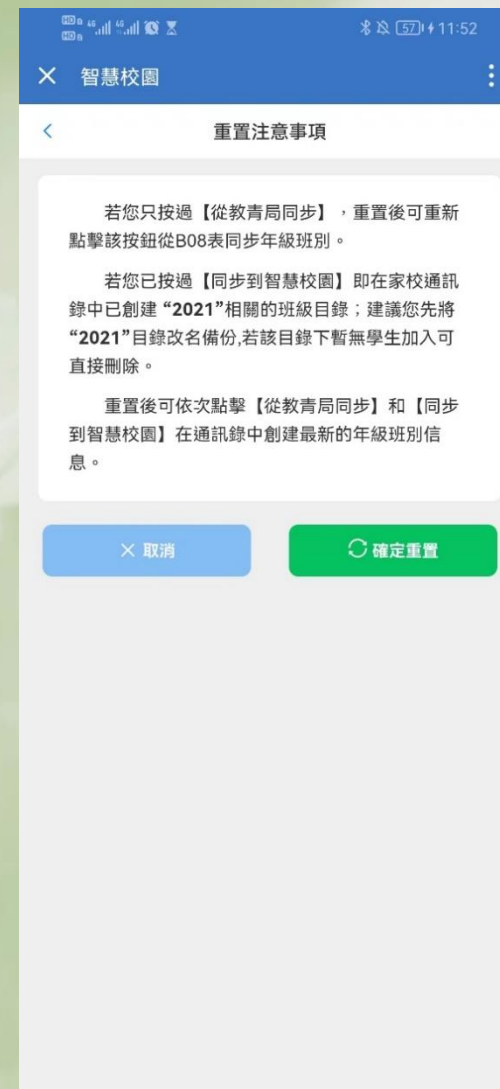 57 11:52
智慧校園
重置注意事項
若您只按過【從教青局同步】，重置後可重新
點擊該按鈕從B08表同步年級班別。
若您已按過【同步到智慧校園】即在家校通訊
錄中已創建 “2021”相關的班級目錄；建議您先將
“2021”目錄改名備份,若該目錄下暫無學生加入可
直接刪除。
重置後可依次點擊【從教青局同步】和【同步
到智慧校園】在通訊錄中創建最新的年級班別信
息。
取消
確定重置